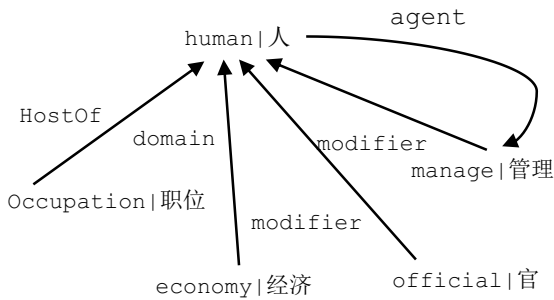 agent
human|人
HostOf
domain
modifier
manage|管理
Occupation|职位
modifier
economy|经济
official|官